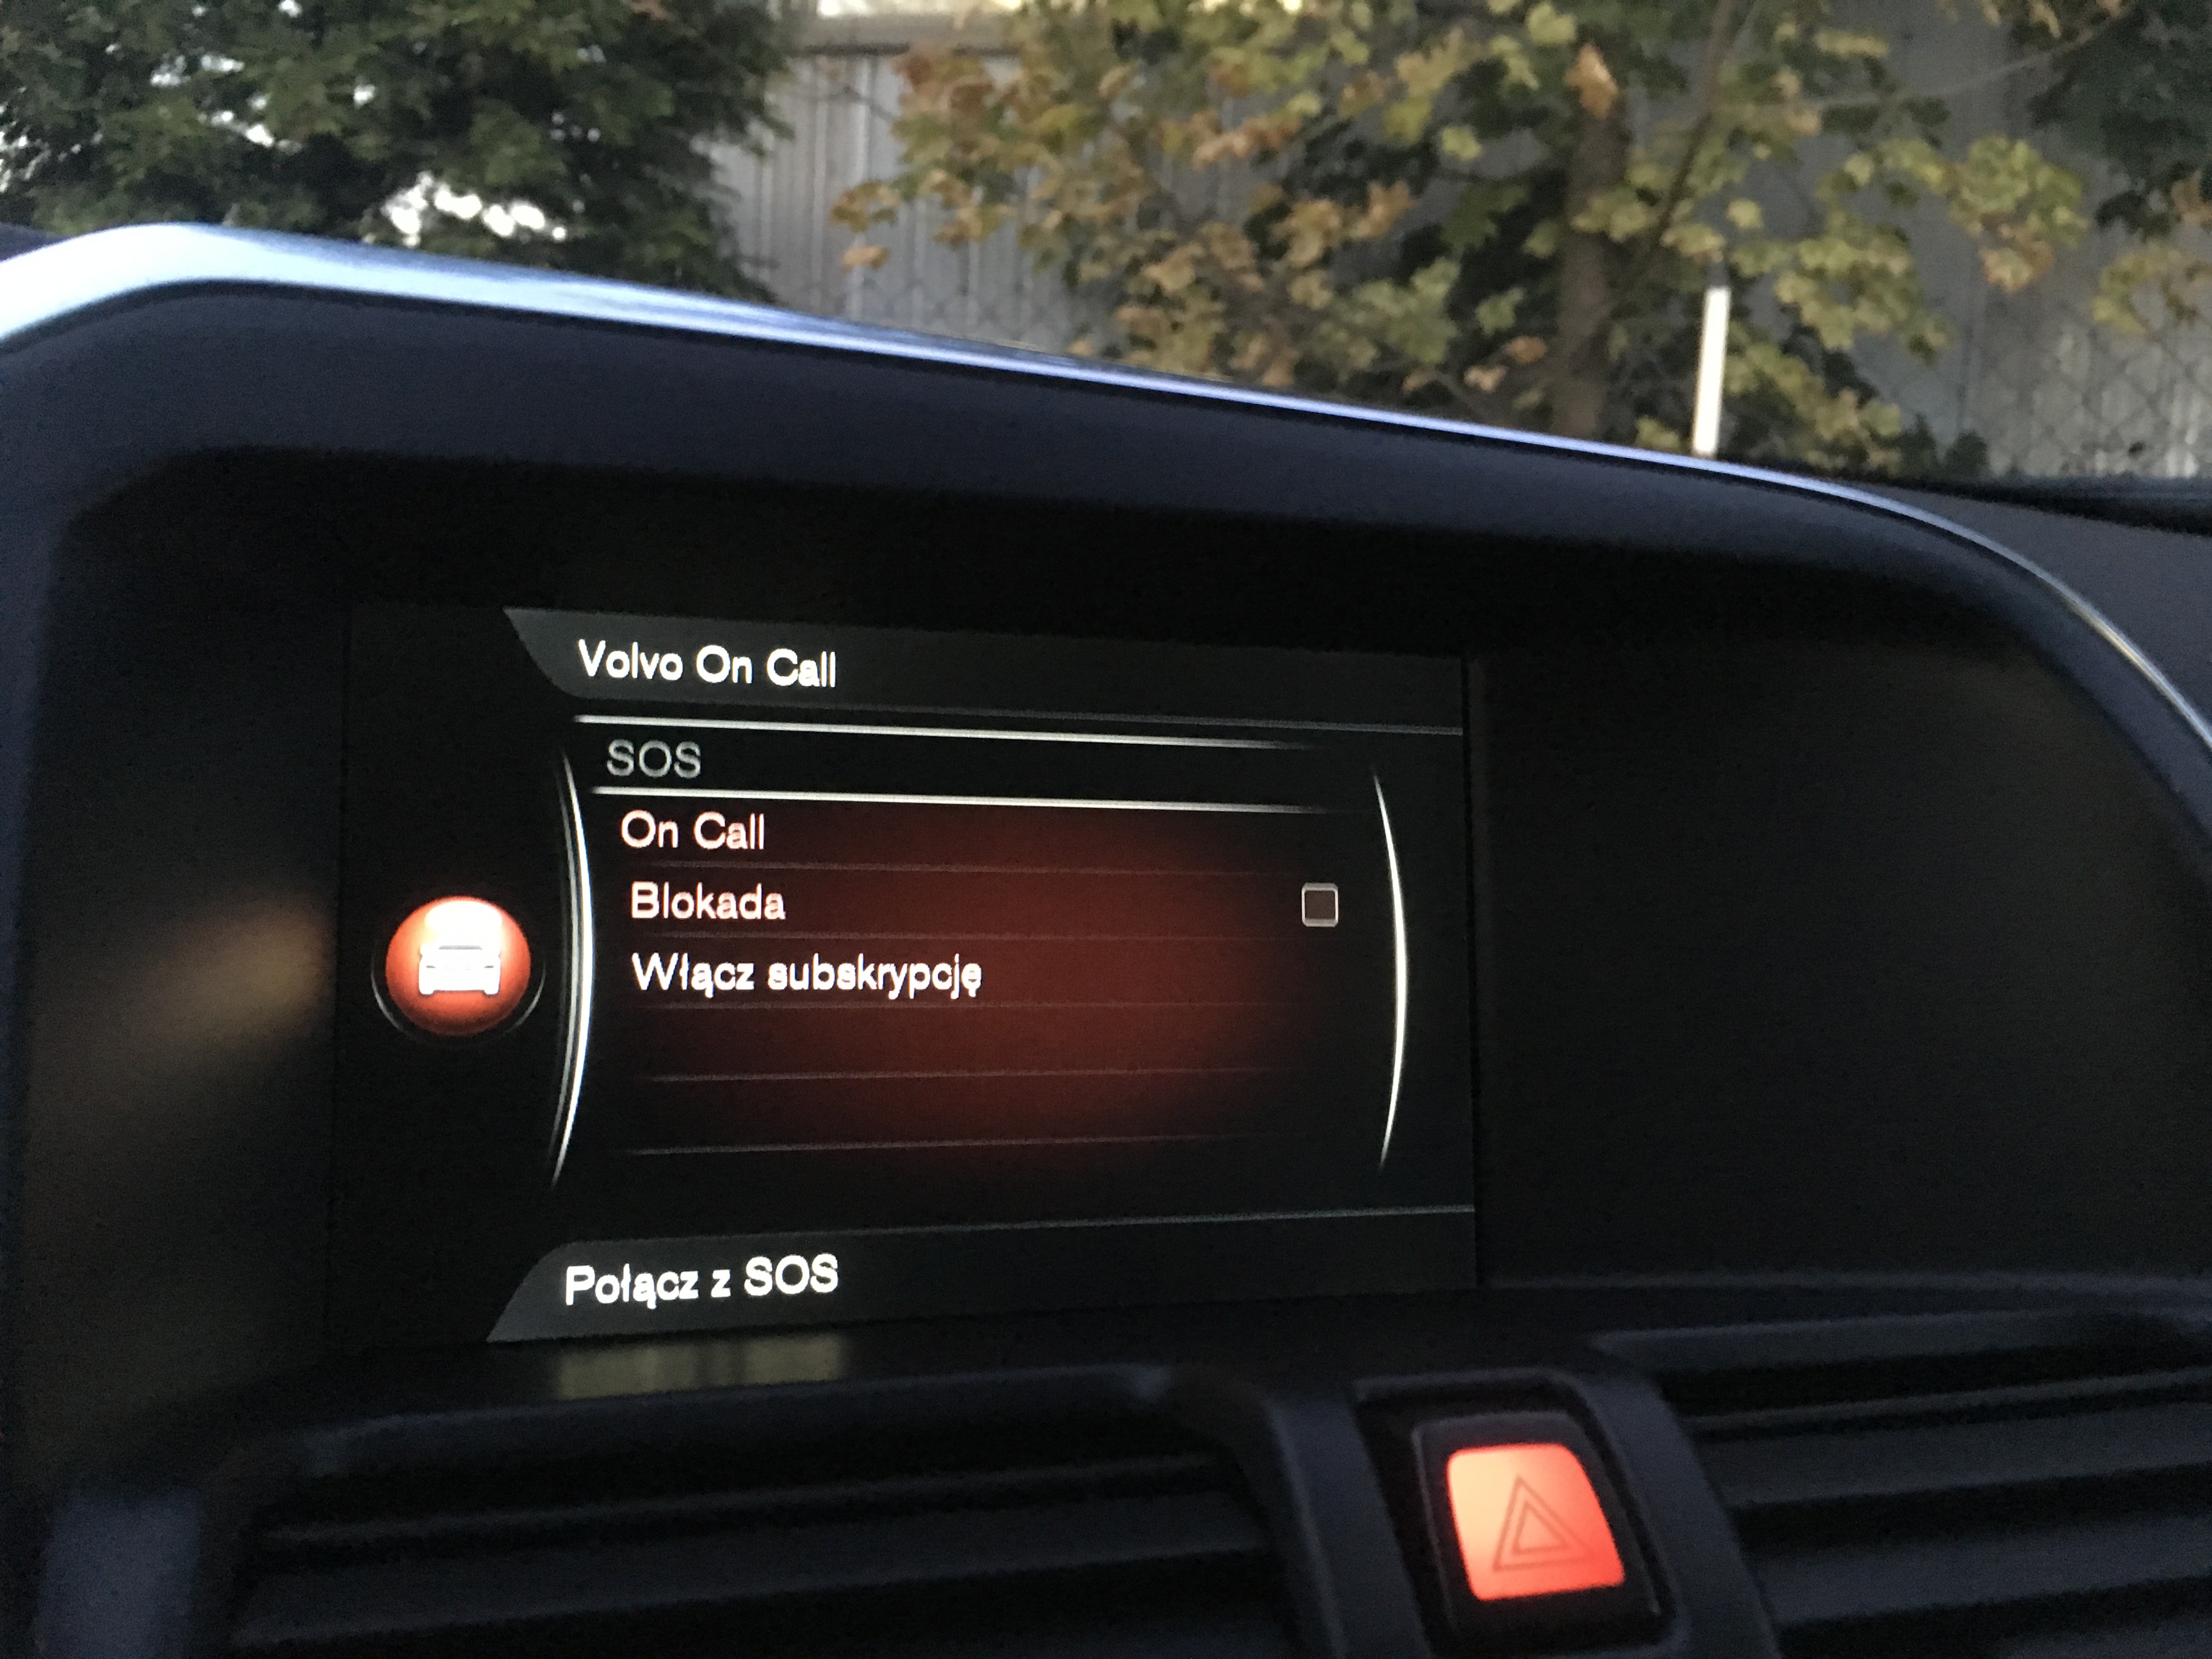 Volvo On Call
SOS
On Call
Blokada
Włącz subskrypcję
Połącz z SOS